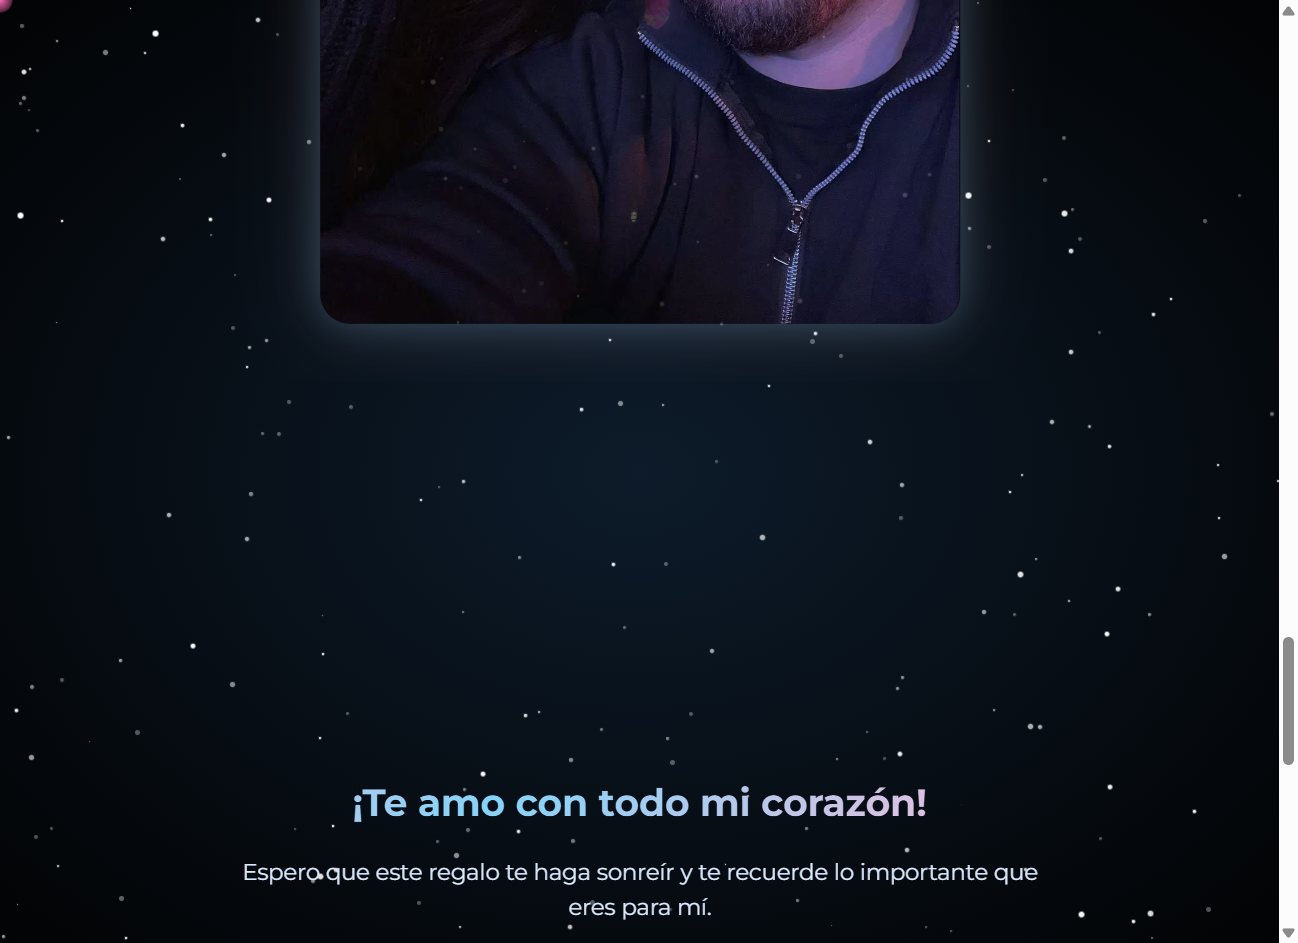 ¡Te amo con todo mi corazón!
Espero que este regalo te haga sonreír y te recuerde lo importante que
eres para mí.